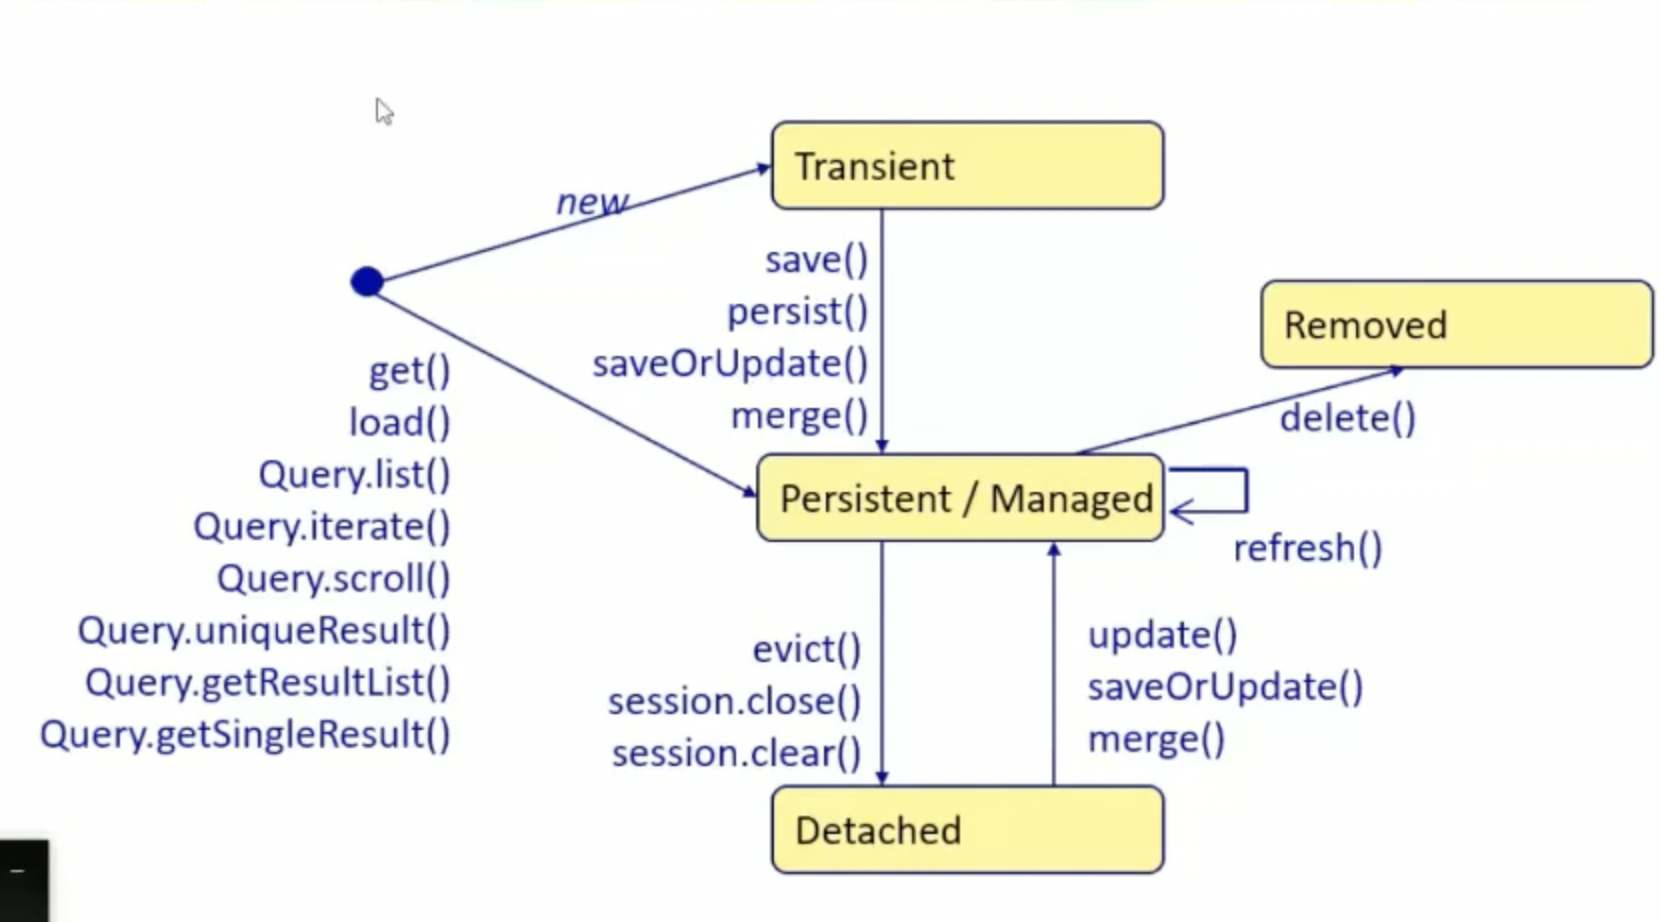 Transient
new
save()
persist()
saveOrUpdate()
merge()
Removed
delete()
get()
load()
Query.list()
Query.iterate()
Query.scroll()
Query.uniqueResult()
Query.getResultList()
Query.getSingleResult()
Persistent / Managed
refresh()
evict()
session.close()
session.clear()
update()
saveOrUpdate()
merge()
Detached